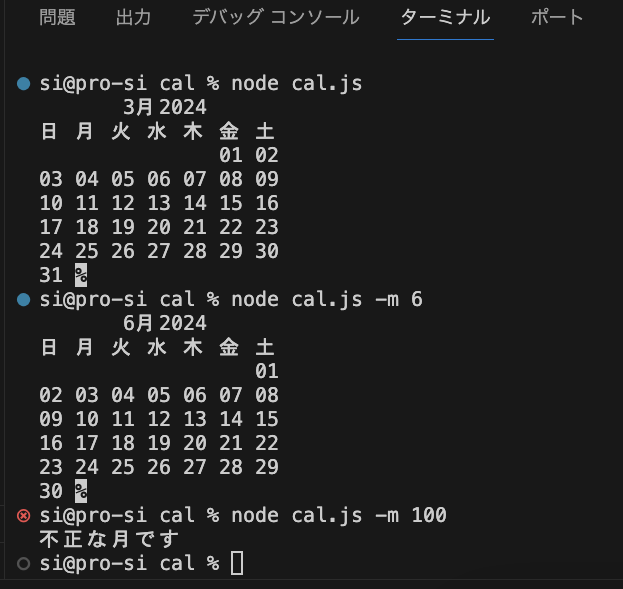 問題 出力 デバッグ コンソール ターミナル ポート
si@pro-si cal % node cal.js
3月 2024
日 月 火 水 木 金 土
01 02
03 04 05 06 07 08 09
10 11 12 13 14 15 16
17 18 19 20 21 22 23
24 25 26 27 28 29 30
31 %
si@pro-si cal % node cal.js -m 6
6月 2024
日 月 火 水 木 金 土
01
02 03 04 05 06 07 08
09 10 11 12 13 14 15
16 17 18 19 20 21 22
23 24 25 26 27 28 29
30 %
si@pro-si cal % node cal.js -m 100
不正な月です
si@pro-si cal %